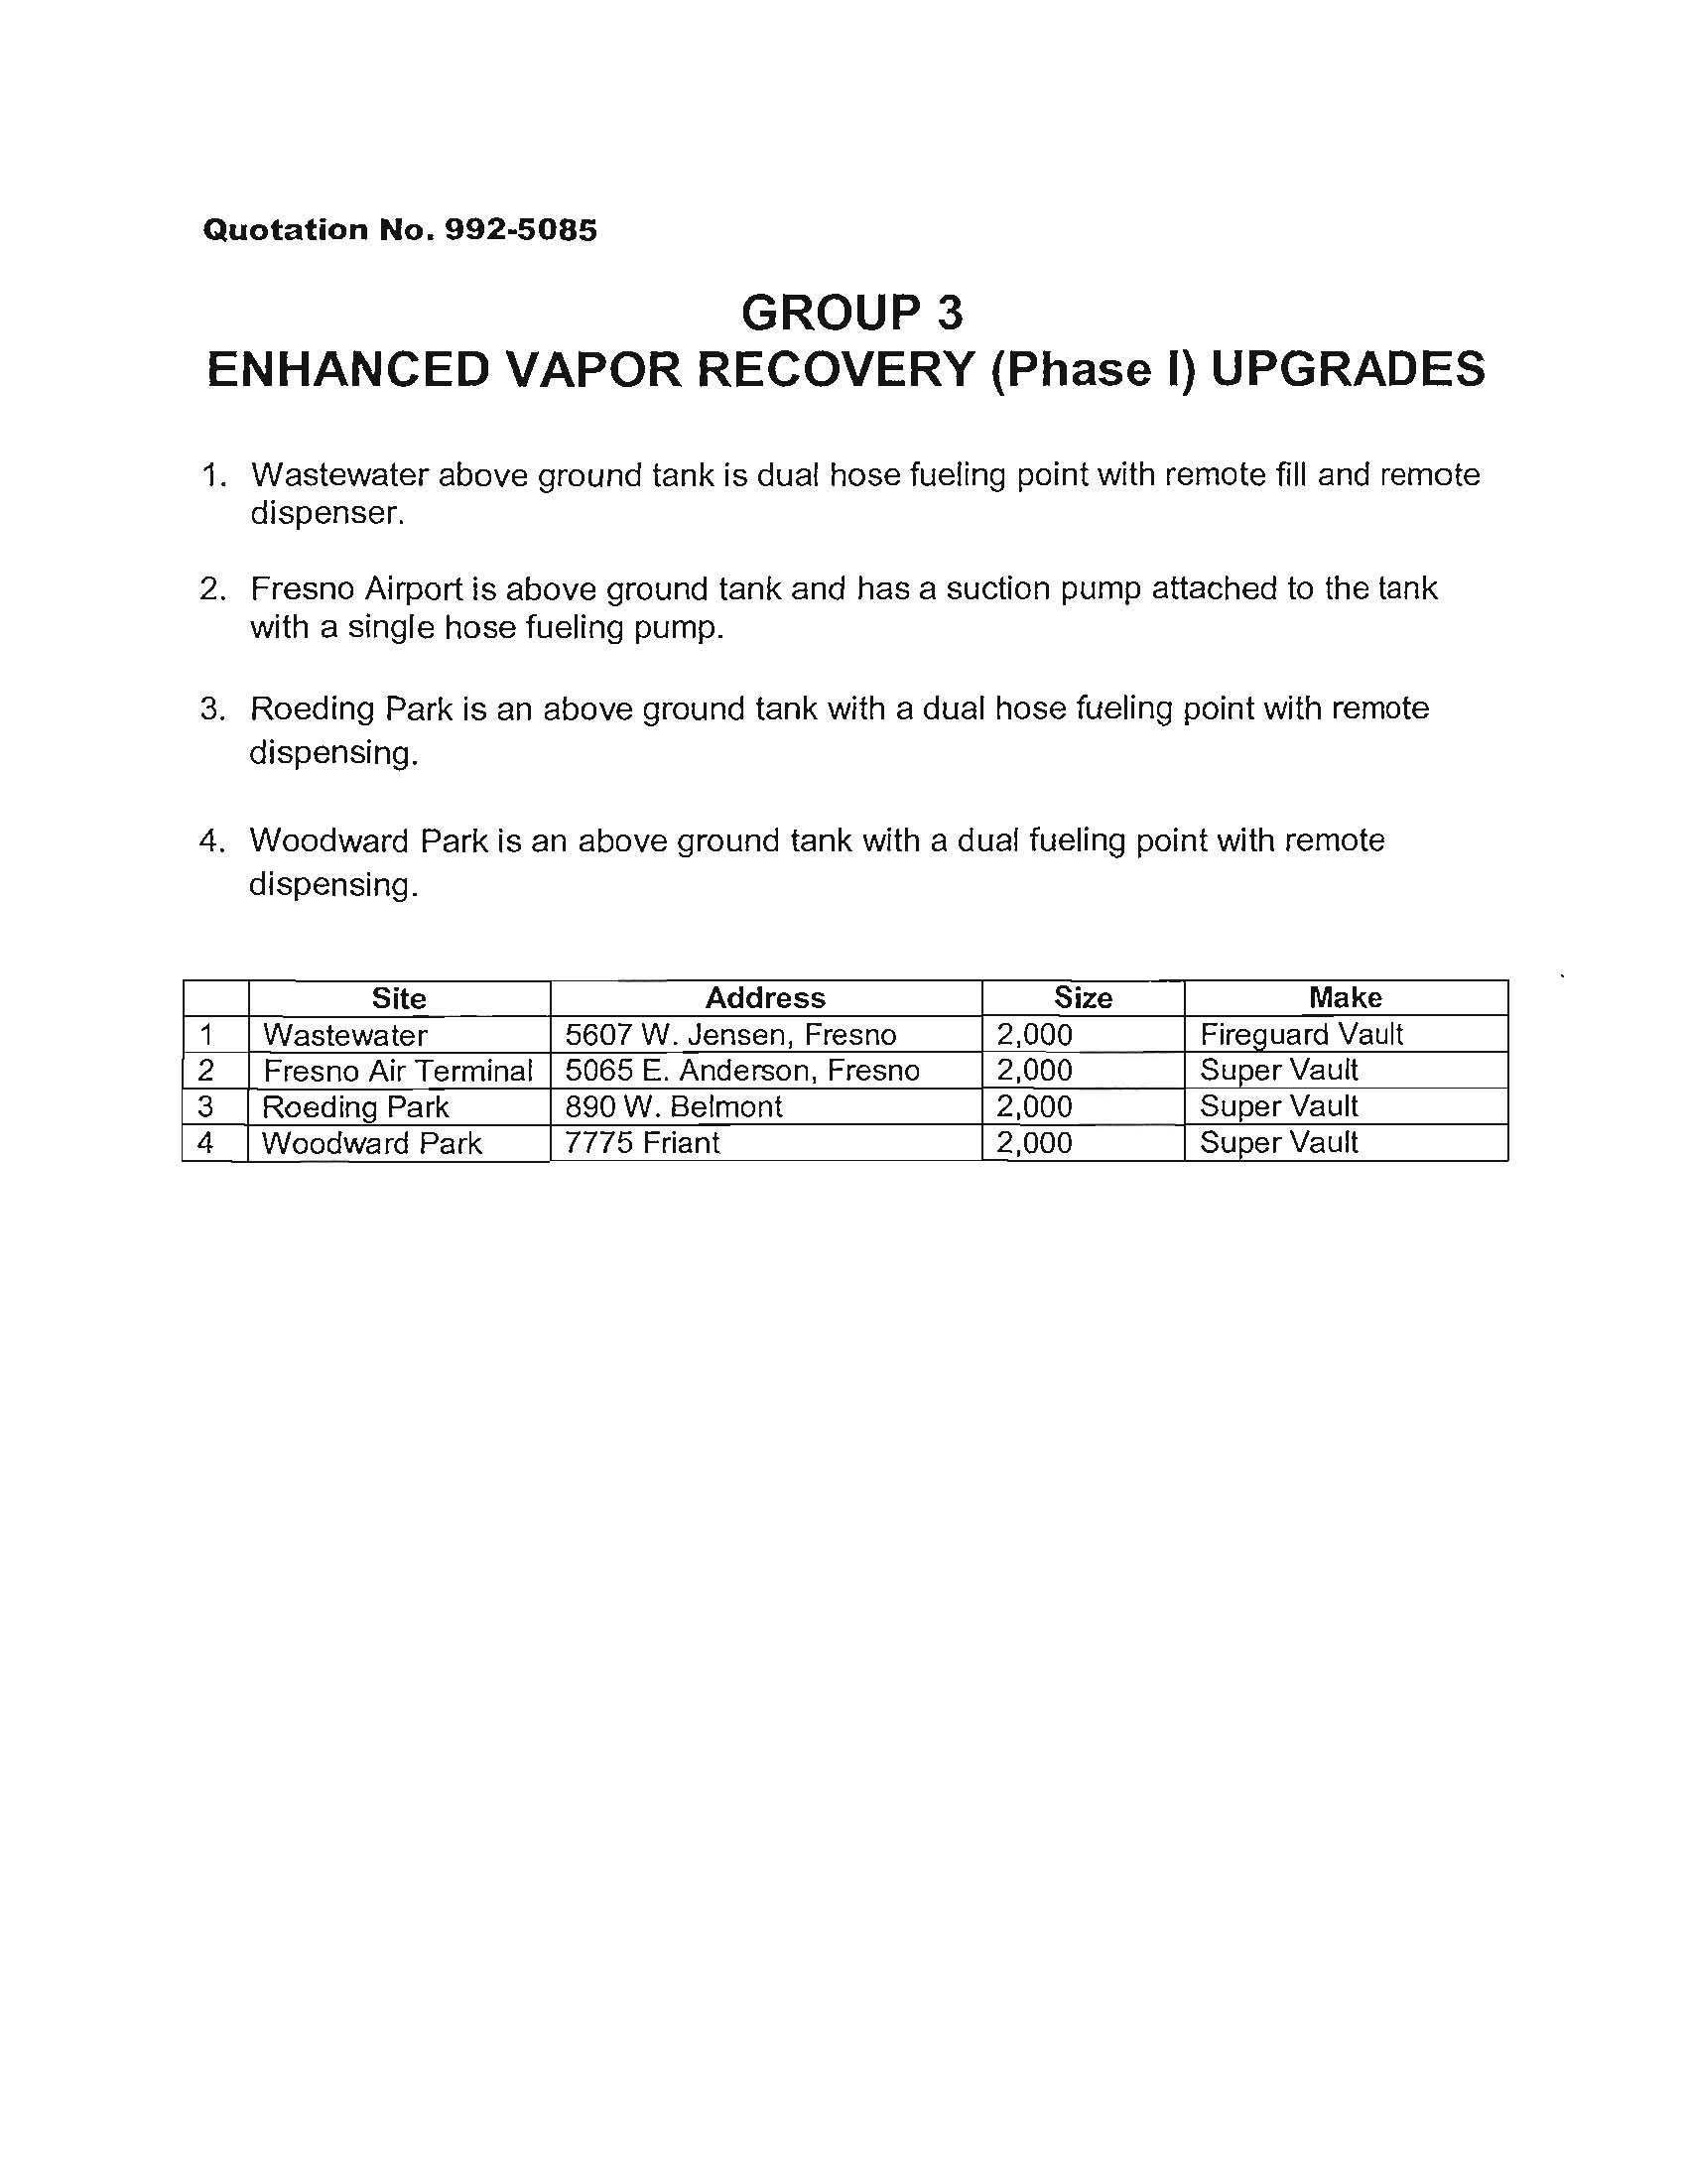 Quotation No. 992-5085
GROUP 3
ENHANCED VAPOR RECOVERY (Phase I) UPGRADES
1. Wastewater above ground tank is dual hose fueling point with remote fill and remote
dispenser.
2. Fresno Airport is above ground tank and has a suction pump attached to the tank
with a single hose fueling pump.
3. Roeding Park is an above ground tank with a dual hose fueling point with remote
dispensing.
4. Woodward Park is an above ground tank with a dual fueling point with remote
dispensing.
Site Address Size Make
1 Wastewater 5607 W. Jensen, Fresno 2,000 Fireguard Vault
2 Fresno Air Terminal 5065 E. Anderson, Fresno 2,000 Super Vault
3 Roeding Park 890 W. Belmont 2,000 Super Vault
4 Woodward Park 7775 Friant 2,000 Super Vault